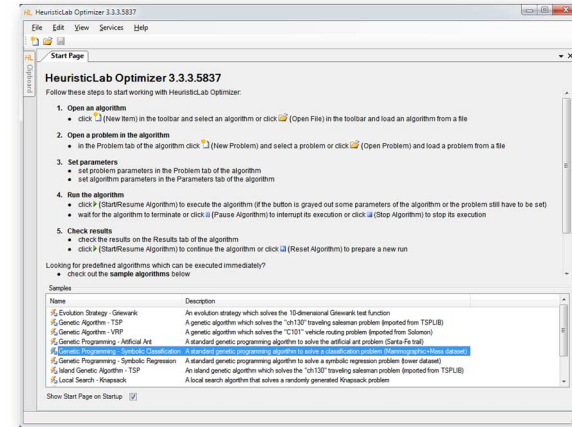 HL HeuristicLab Optimizer 3.3.3.5837
File Edit View Services Help
Start Page
Clipboard
HeuristicLab Optimizer 3.3.3.5837
Follow these steps to start working with HeuristicLab Optimizer:
1. Open an algorithm
• click (New Item) in the toolbar and select an algorithm or click (Open File) in the toolbar and load an algorithm from a file
2. Open a problem in the algorithm
• in the Problem tab of the algorithm click (New Problem) and select a problem or click (Open Problem) and load a problem from a file
3. Set parameters
• set problem parameters in the Problem tab of the algorithm
• set algorithm parameters in the Parameters tab of the algorithm
4. Run the algorithm
• click (Start/Resume Algorithm) to execute the algorithm (if the button is grayed out some parameters of the algorithm or the problem still have to be set)
• wait for the algorithm to terminate or click (Pause Algorithm) to interrupt its execution or click (Stop Algorithm) to stop its execution
5. Check results
• check the results on the Results tab of the algorithm
• click (Start/Resume Algorithm) to continue the algorithm or click (Reset Algorithm) to prepare a new run
Looking for predefined algorithms which can be executed immediately?
• check out the sample algorithms below
Samples
Name Description
Evolution Strategy - Griewank An evolution strategy which solves the 10-dimensional Griewank test function
Genetic Algorithm - TSP A genetic algorithm which solves the "ch130" traveling salesman problem (imported from TSPLIB)
Genetic Algorithm - VRP A genetic algorithm which solves the "C101" vehicle routing problem (imported from Solomon)
Genetic Programming - Artificial Ant A standard genetic programming algorithm to solve the artificial ant problem (Santa-Fe trail)
Genetic Programming - Symbolic Classification A standard genetic programming algorithm to solve a classification problem (Mammographic+Mass dataset)
Genetic Programming - Symbolic Regression A standard genetic programming algorithm to solve a symbolic regression problem (tower dataset)
Island Genetic Algorithm - TSP An island genetic algorithm which solves the "ch130" traveling salesman problem (imported from TSPLIB)
Local Search - Knapsack A local search algorithm that solves a randomly generated Knapsack problem
Show Start Page on Startup